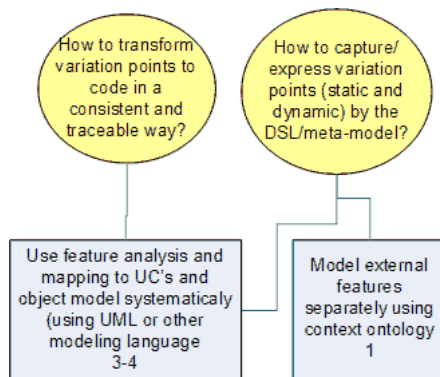 How to transform
variation points to
code in a
consistent and
traceable way?
How to capture/
express variation
points (static and
dynamic) by the
DSL/meta-model?
Use feature analysis and
mapping to UC's and
object model systematicaly
(using UML or other
modeling language
3-4
Model external
features
separately using
context ontology
1